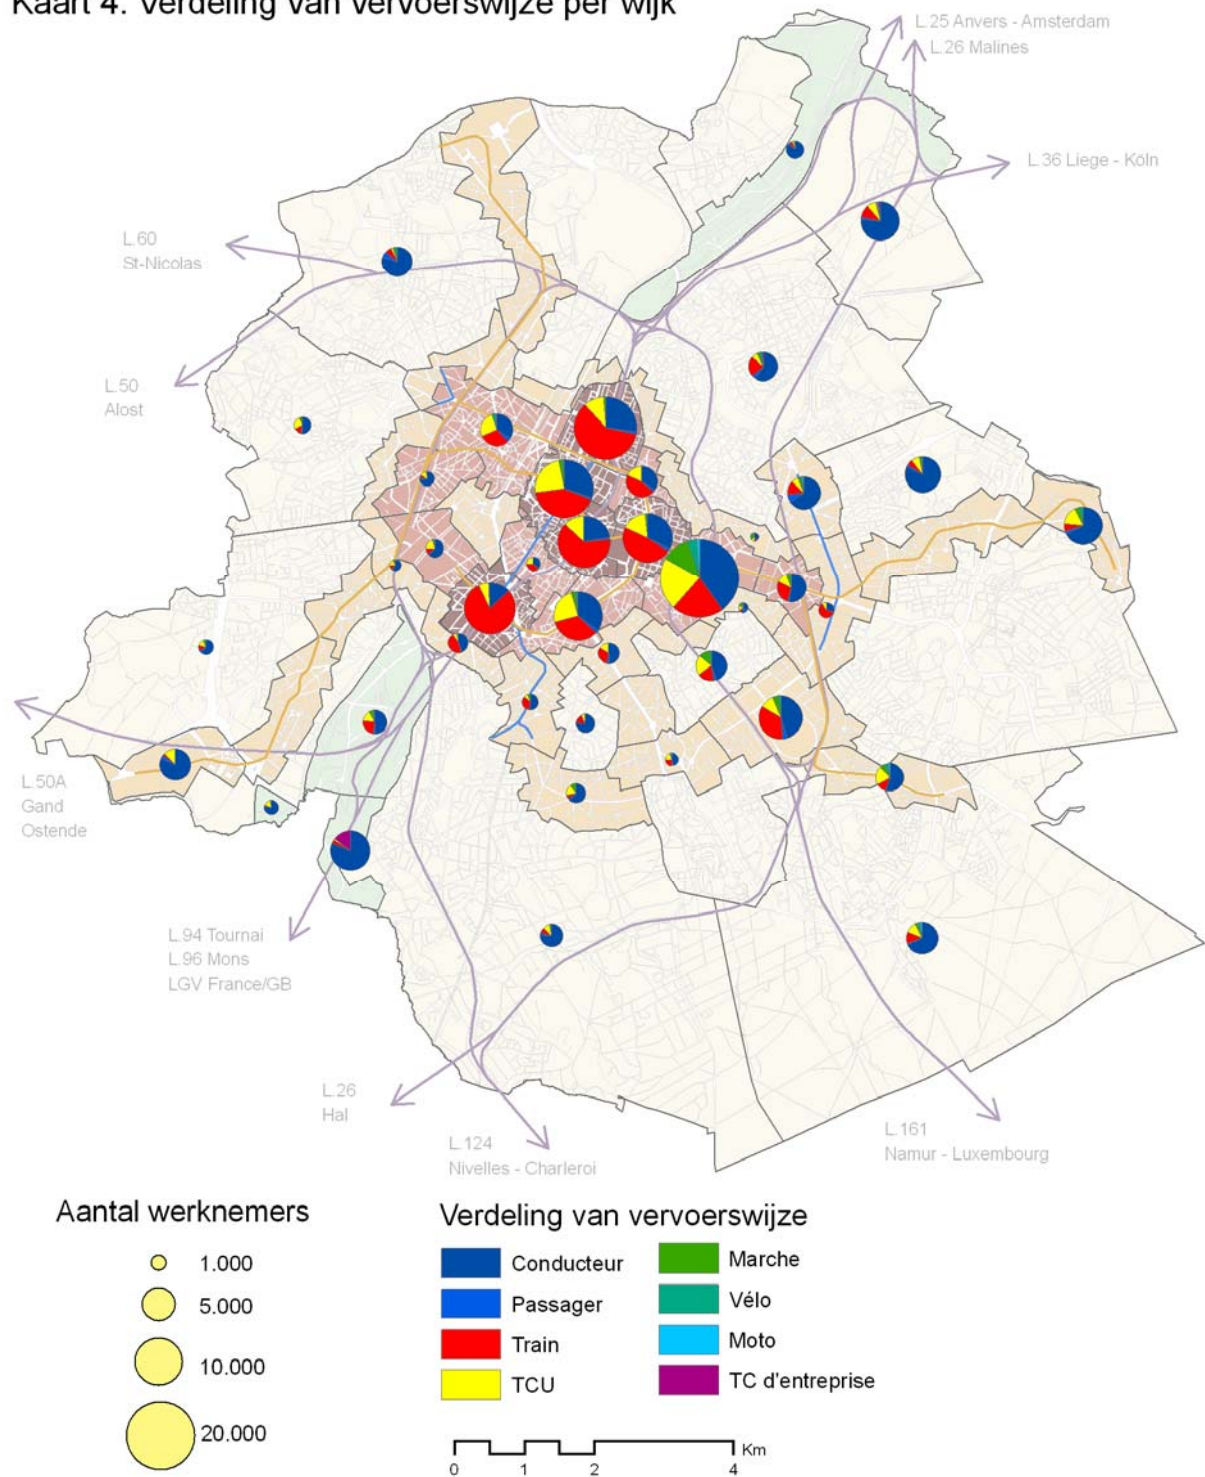 Kaart 4: Verdeling van vervoerswijze per wijk
L.25 Anvers - Amsterdam
L.26 Malines
L.36 Liege - Köln
L.60
St-Nicolas
L.50
Alost
L.50A
Gand
Ostende
L.94 Tournai
L.96 Mons
LGV France/GB
L.26
Hal
L.124
Nivelles - Charleroi
L.161
Namur - Luxembourg
Aantal werknemers
1.000
5.000
10.000
20.000
Verdeling van vervoerswijze
Conducteur
Passager
Train
TCU
Marche
Vélo
Moto
TC d'entreprise
Km
0 1 2 4